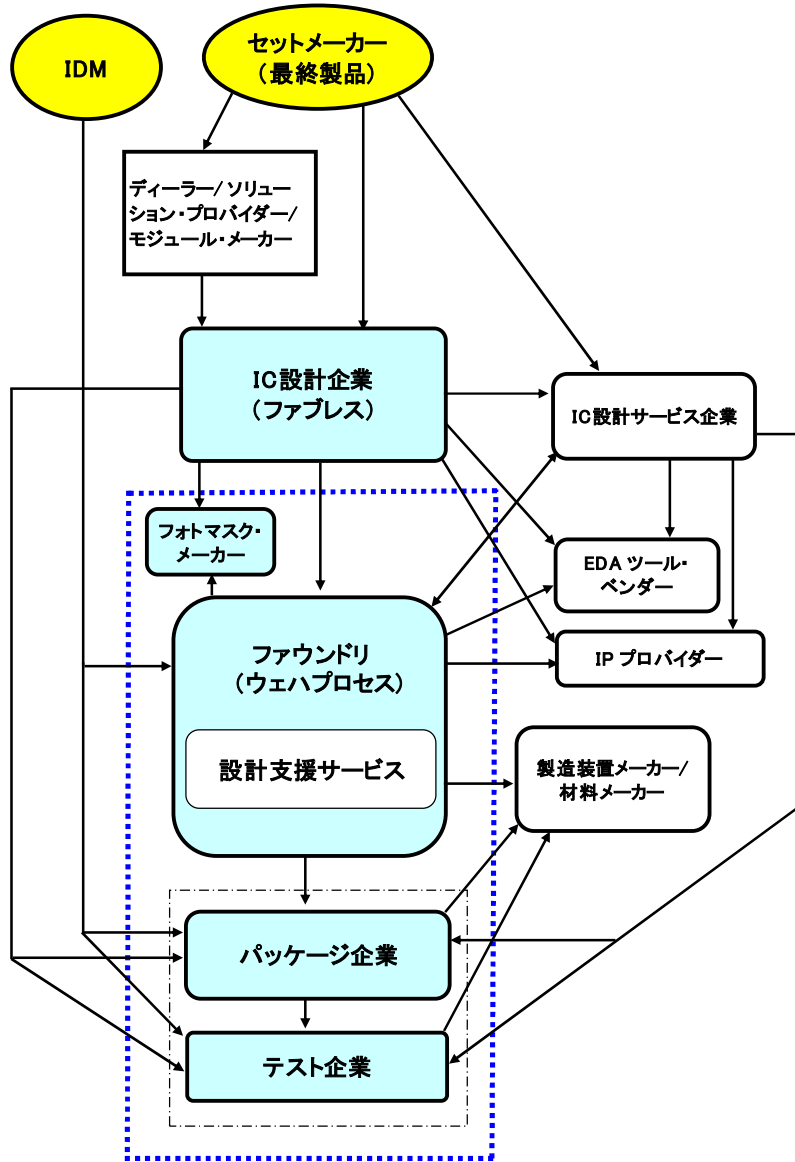 IDM
セットメーカー
(最終製品)
ディーラー/ソリュー
ション・プロバイダー/
モジュール・メーカー
IC設計企業
(ファブレス)
IC設計サービス企業
フォトマスク・
メーカー
EDA ツール・
ベンダー
ファウンドリ
(ウェハプロセス)
IP プロバイダー
設計支援サービス
製造装置メーカー/
材料メーカー
パッケージ企業
テスト企業